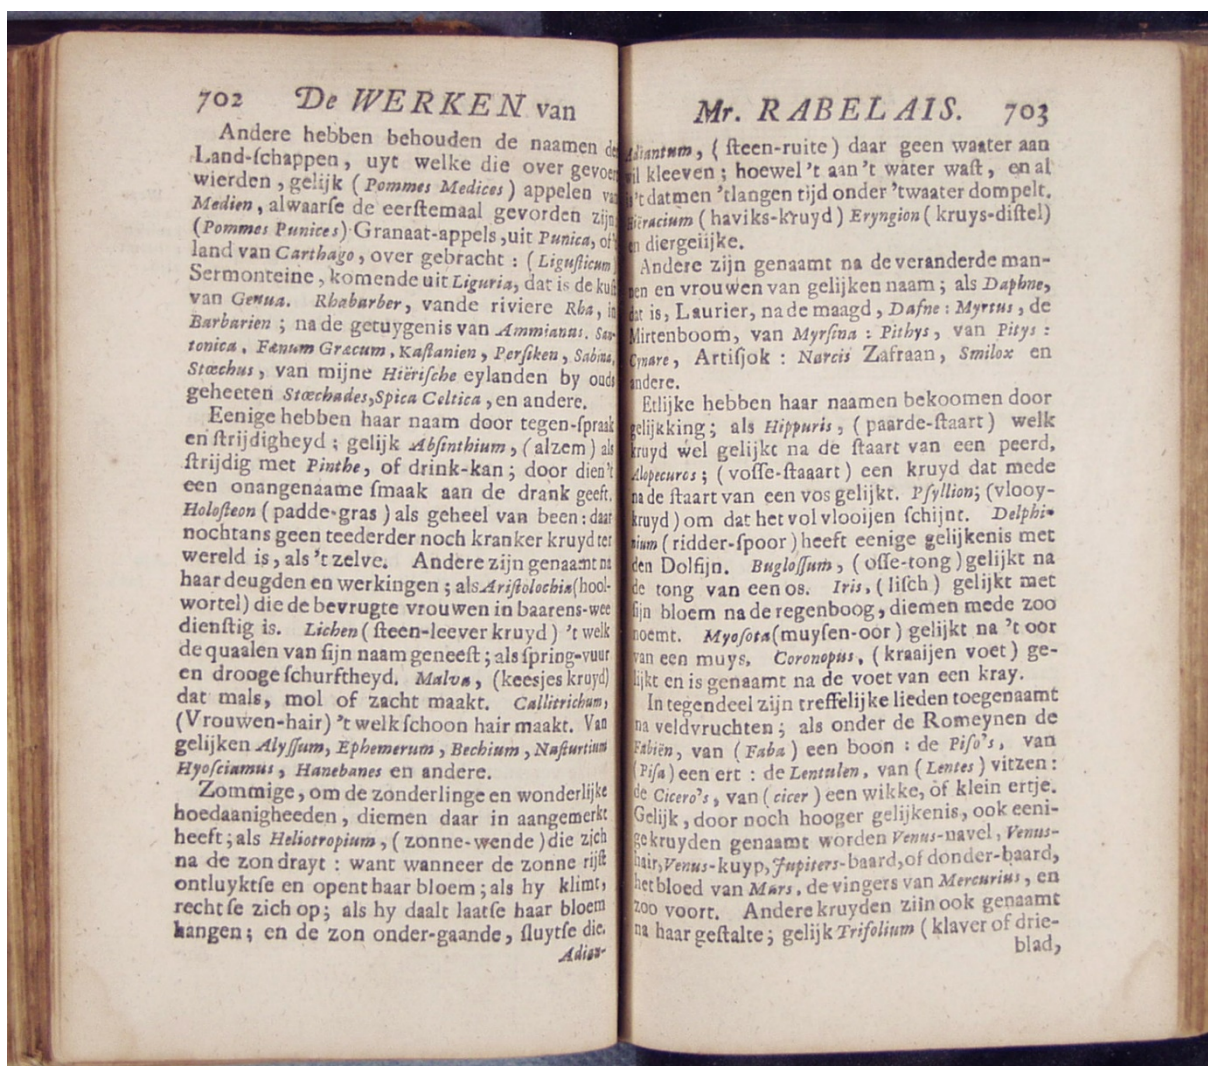 702 De WERKEN van
Andere hebben behouden de naamen der
Land-ſchappen, uyt welke die over gevoert
wierden, gelijk (Pommes Medices) appelen van
Medien, alwaarſe de eerſtemaal gevorden zijn;
(Pommes Punices) Granaat-appels, uit Punica, of 't
land van Carthago, over gebracht: (Liguſticum)
Sermonteine, komende uit Liguria, dat is de kuſt
van Genua. Rhabarber, vande riviere Rha, in
Barbarien; na de getuygenis van Ammianus. San-
tonica, Fænum Græcum, Kaſtanien, Perſiken, Sabina,
Stœchus, van mijne Hiëriſche eylanden by ouds
geheeten Stœchades, Spica Celtica, en andere.
Eenige hebben haar naam door tegen-ſpraak
en ſtrijdigheyd; gelijk Abſinthium, (alzem) als
ſtrijdig met Pinthe, of drink-kan; door dien 't
een onangenaame ſmaak aan de drank geeft.
Holoſteon (padde-gras) als geheel van been: daar
nochtans geen teederder noch kranker kruyd ter
wereld is, als 't zelve. Andere zijn genaamt na
haar deugden en werkingen; als Ariſtolochia (hool-
wortel) die de bevrugte vrouwen in baarens-wee
dienſtig is. Lichen (ſteen-leever kruyd) 't welk
de quaalen van ſijn naam geneeſt; als ſpring-vuur
en drooge ſchurftheyd. Malva, (keesjes kruyd)
dat mals, mol of zacht maakt. Callitrichum,
(Vrouwen-hair) 't welk ſchoon hair maakt. Van
gelijken Alyſſum, Ephemerum, Bechium, Naſturtium
Hyoſciamus, Hanebanes en andere.
Zommige, om de zonderlinge en wonderlijke
hoedaanigheeden, diemen daar in aangemerkt
heeft; als Heliotropium, (zonne-wende) die zich
na de zon drayt: want wanneer de zonne rijſt
ontluyktſe en opent haar bloem; als hy klimt,
recht ſe zich op; als hy daalt laatſe haar bloem
hangen; en de zon onder-gaande, ſluytſe die.
Adian-
Mr. RABELAIS. 703
Adiantum, (ſteen-ruite) daar geen waater aan
wil kleeven; hoewel 't aan 't water waſt, en al
is 't datmen 't langen tijd onder 't waater dompelt.
Hiëracium (haviks-kruyd) Eryngion (kruys-diſtel)
en diergeiijke.
Andere zijn genaamt na de veranderde man-
nen en vrouwen van gelijken naam; als Daphne,
dat is, Laurier, na de maagd, Dafne: Myrtus, de
Mirtenboom, van Myrſina: Pithys, van Pitys:
Cynare, Artiſjok: Narcis Zafraan, Smilox en
andere.
Etlijke hebben haar naamen bekoomen door
gelijkking; als Hippuris, (paarde-ſtaart) welk
kruyd wel gelijkt na de ſtaart van een peerd,
Alopecuros; (voſſe-ſtaaart) een kruyd dat mede
na de ſtaart van een vos gelijkt. Pſyllion; (vlooy-
kruyd) om dat het vol vlooijen ſchijnt. Delphi-
nium (ridder-ſpoor) heeft eenige gelijkenis met
den Dolfijn. Bugloſſum, (oſſe-tong) gelijkt na
de tong van een os. Iris, (liſch) gelijkt met
ſijn bloem na de regenboog, diemen mede zoo
noemt. Myoſota (muyſen-oor) gelijkt na 't oor
van een muys. Coronopus, (kraaijen voet) ge-
lijkt en is genaamt na de voet van een kray.
In tegendeel zijn treffelijke lieden toegenaamt
na veldvruchten; als onder de Romeynen de
Fabiën, van (Faba) een boon: de Piſo's, van
(Piſa) een ert: de Lentulen, van (Lentes) vitzen:
de Cicero's, van (cicer) een wikke, of klein ertje.
Gelijk, door noch hooger gelijkenis, ook eeni-
ge kruyden genaamt worden Venus-navel, Venus-
hair, Venus-kuyp, Jupiters-baard, of donder-baard,
het bloed van Mars, de vingers van Mercurius, en
zoo voort. Andere kruyden zijn ook genaamt
na haar geſtalte; gelijk Trifolium (klaver of drie-
blad,